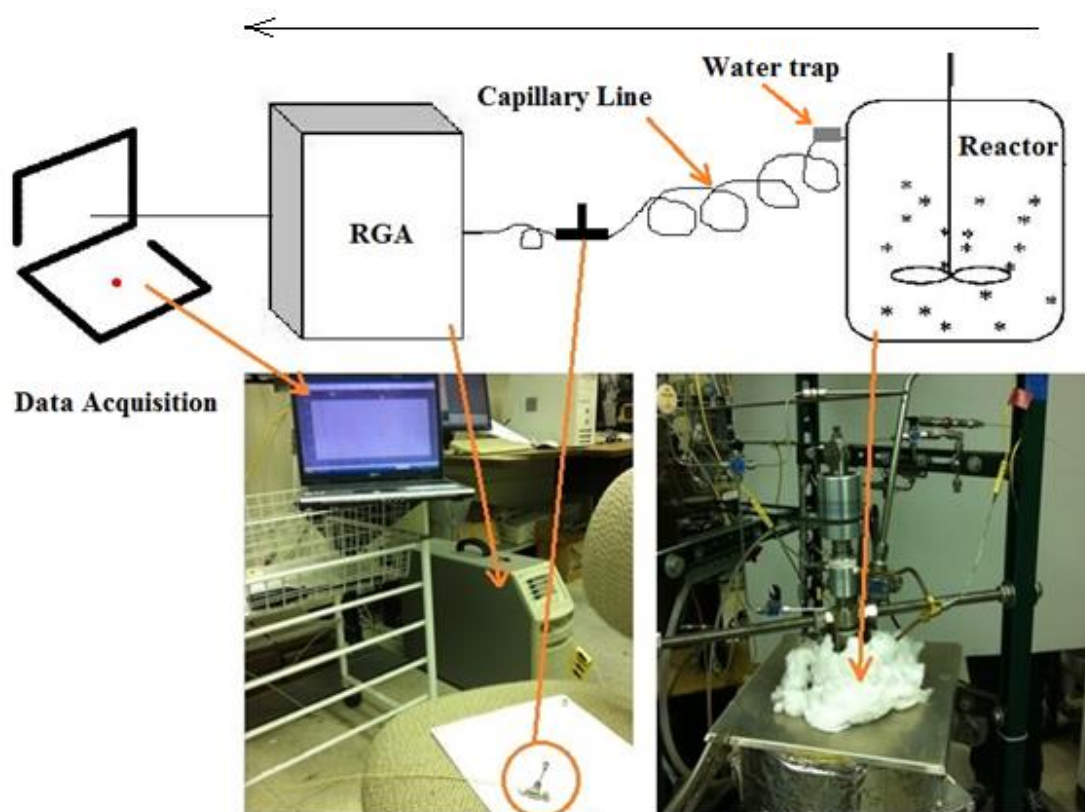 Water trap
Capillary Line
Reactor
RGA
Data Acquisition